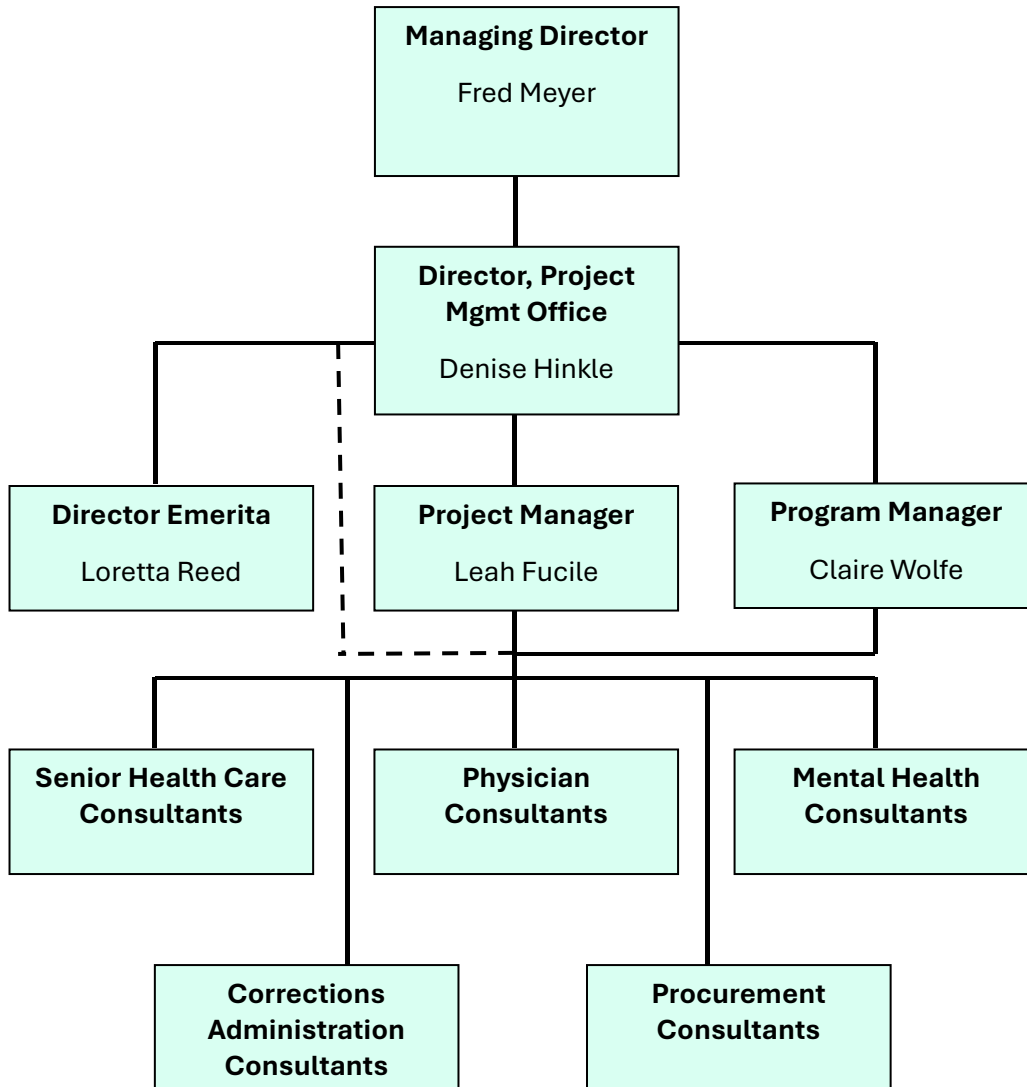 Managing Director
Fred Meyer
Director, Project
Mgmt Office
Denise Hinkle
Director Emerita
Loretta Reed
Project Manager
Leah Fucile
Program Manager
Claire Wolfe
Senior Health Care
Consultants
Physician
Consultants
Mental Health
Consultants
Corrections
Administration
Consultants
Procurement
Consultants